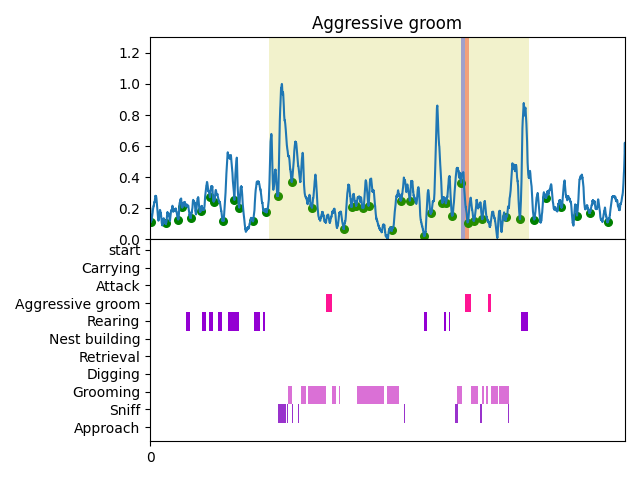 Aggressive groom
1.2
1.0
0.8
0.6
0.4
0.2
0.0
start
Carrying
Attack
Aggressive groom
Rearing
Nest building
Retrieval
Digging
Grooming
Sniff
Approach
0